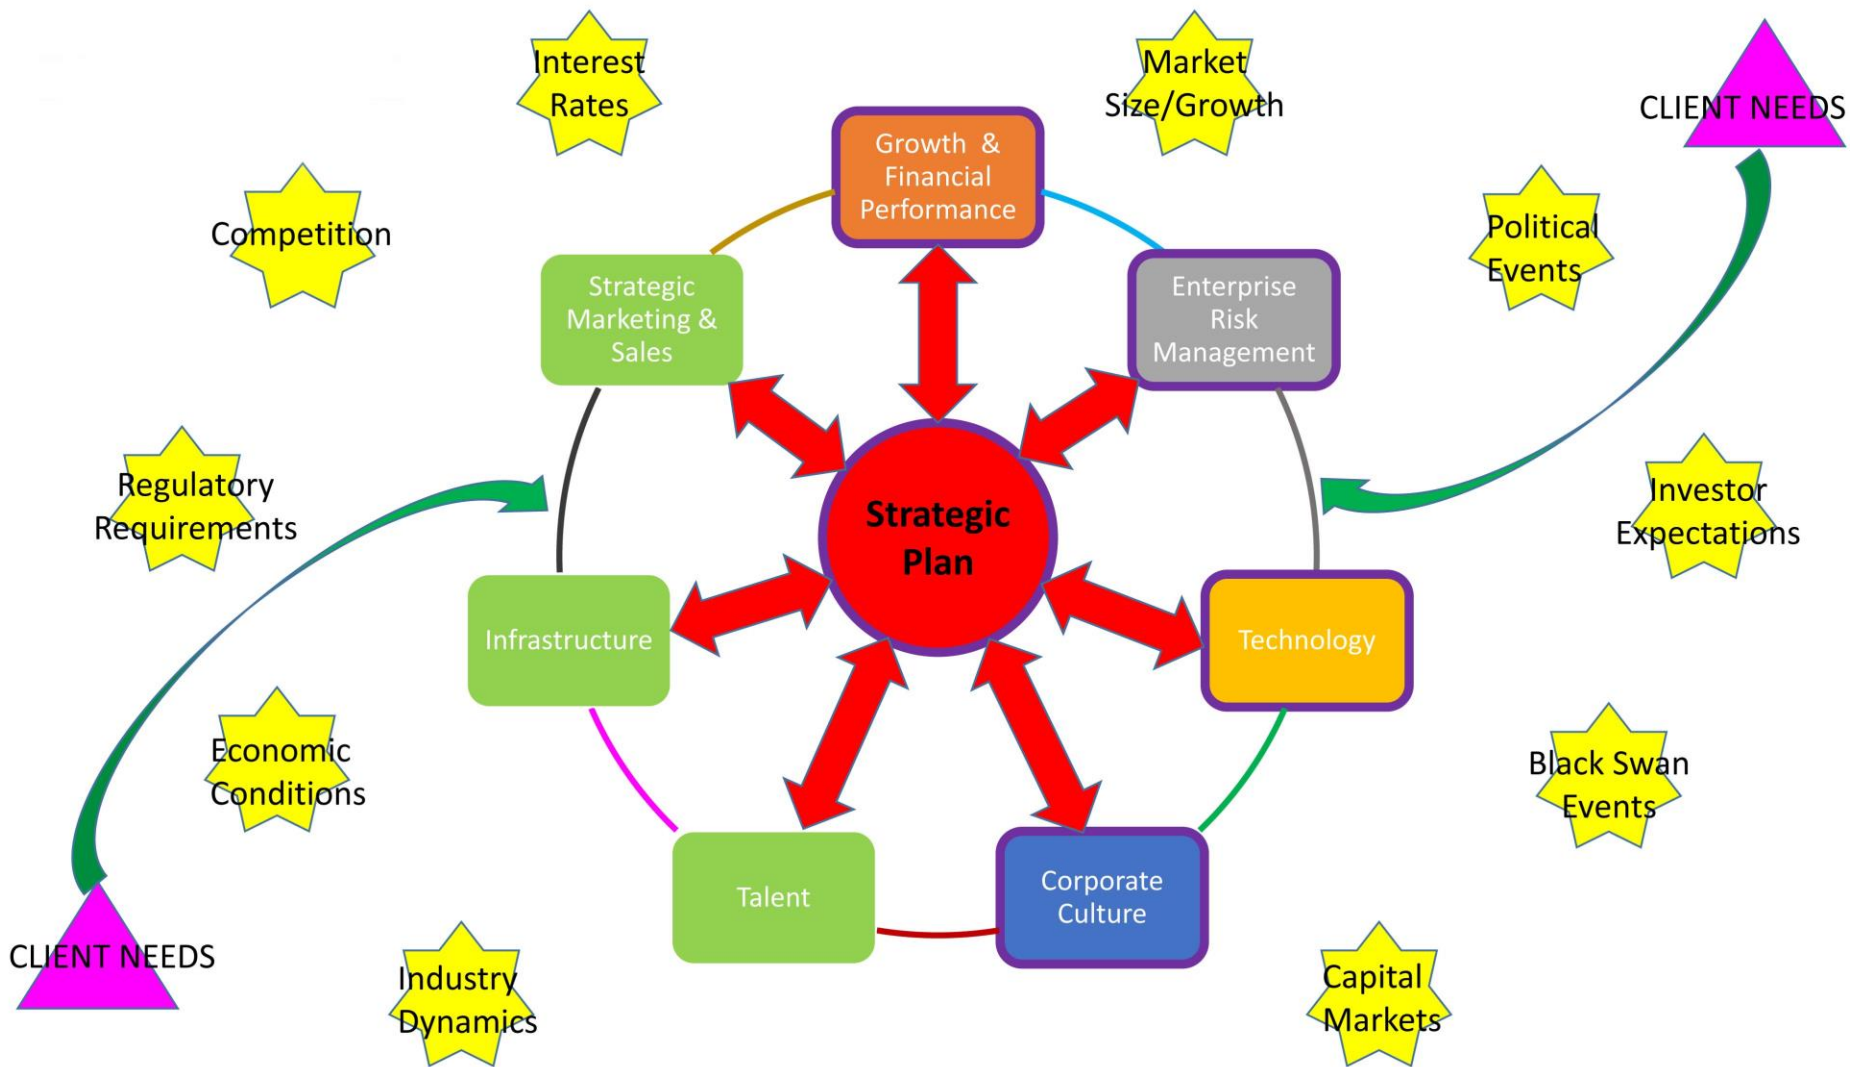 Interest
Rates
Market
Size/Growth
CLIENT NEEDS
Growth & 
Financial
Performance
Competition
Political
Events
Strategic
Marketing &
Sales
Enterprise
Risk
Management
Regulatory
Requirements
Investor
Expectations
Strategic
Plan
Infrastructure
Technology
Economic
Conditions
Black Swan
Events
Talent
Corporate
Culture
CLIENT NEEDS
Industry
Dynamics
Capital
Markets